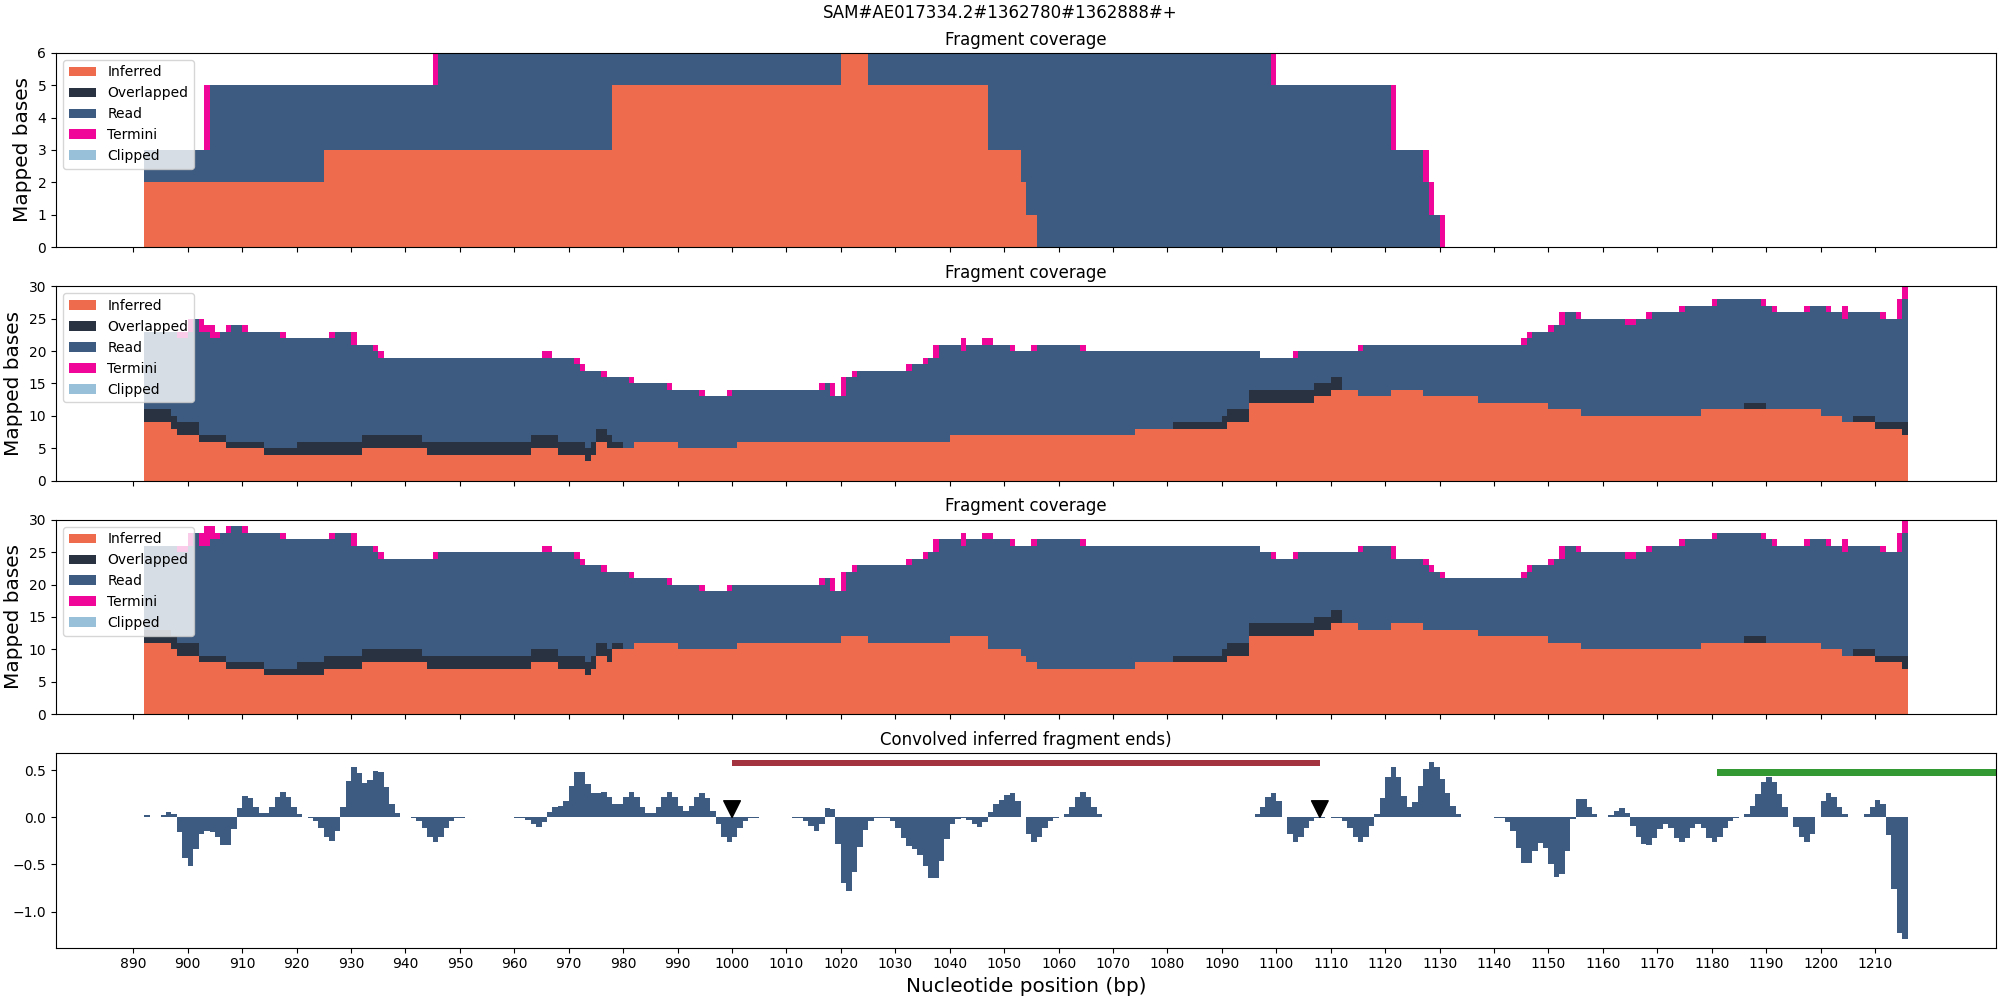 SAM#AE017334.2#1362780#1362888#+
Fragment coverage
Mapped bases
6
5
4
3
2
1
0
Inferred
Overlapped
Read
Termini
Clipped
Fragment coverage
Mapped bases
30
25
20
15
10
5
0
Inferred
Overlapped
Read
Termini
Clipped
Fragment coverage
Mapped bases
30
25
20
15
10
5
0
Inferred
Overlapped
Read
Termini
Clipped
Convolved inferred fragment ends)
0.5
0.0
−0.5
−1.0
890 900 910 920 930 940 950 960 970 980 990 1000 1010 1020 1030 1040 1050 1060 1070 1080 1090 1100 1110 1120 1130 1140 1150 1160 1170 1180 1190 1200 1210
Nucleotide position (bp)